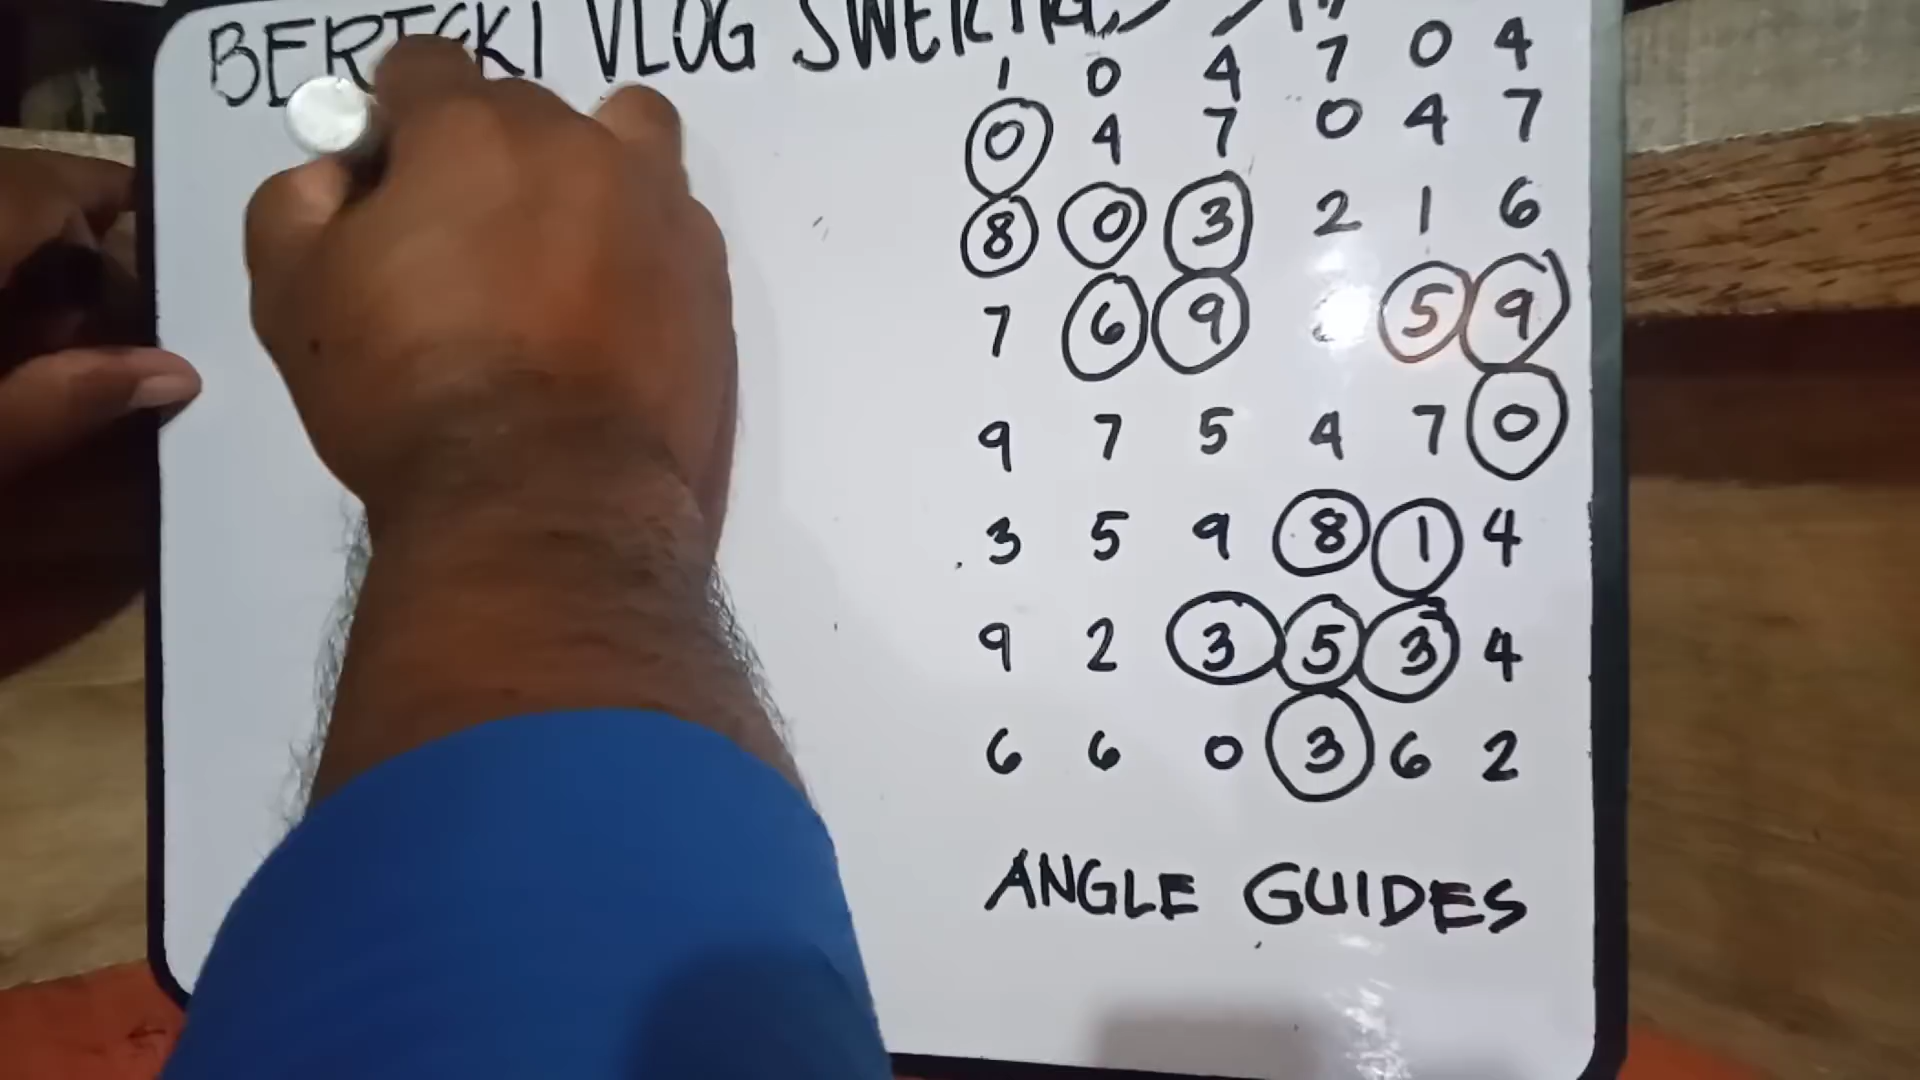 VLOG
1 0 4 7 0 4
0 4 7 0 4 7
8 0 3 2 1 6
7 6 9 5 9
9 7 5 4 7 0
3 5 9 8 1 4
9 2 3 5 3 4
6 6 0 3 6 2
ANGLE GUIDES